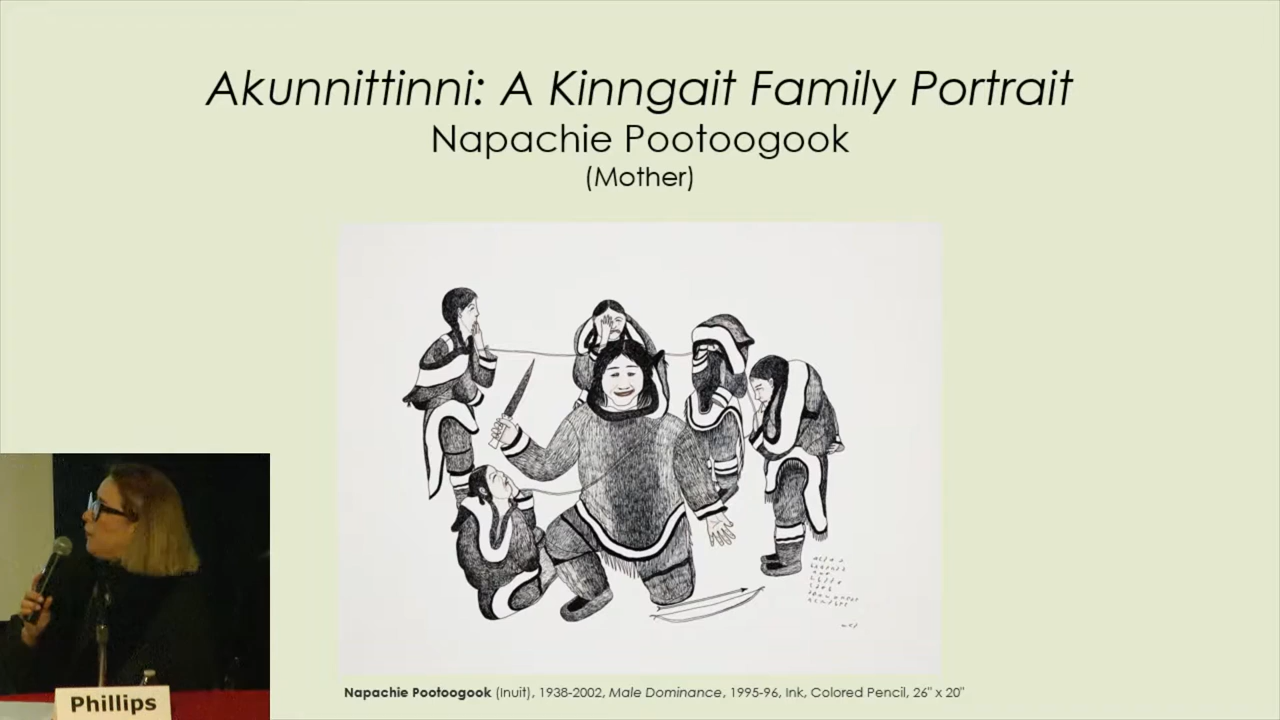 Akunnittinni: A Kinngait Family Portrait
Napachie Pootoogook
(Mother)
Napachie Pootoogook (Inuit), 1938-2002, Male Dominance, 1995-96, Ink, Colored Pencil, 26" x 20"
Phillips